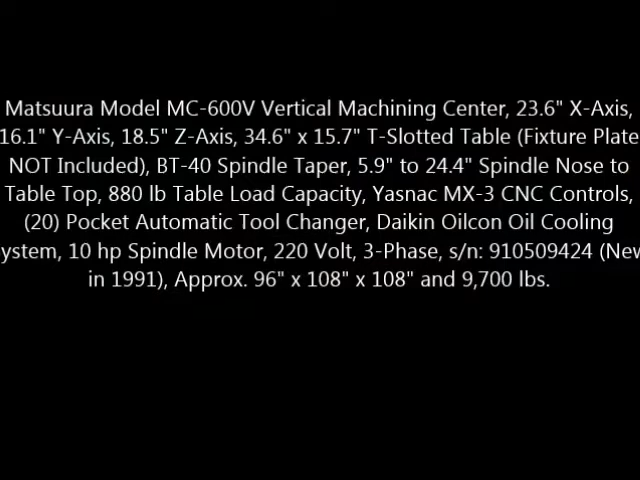 Matsuura Model MC-600V Vertical Machining Center, 23.6" X-Axis,
16.1" Y-Axis, 18.5" Z-Axis, 34.6" x 15.7" T-Slotted Table (Fixture Plate
NOT Included), BT-40 Spindle Taper, 5.9" to 24.4" Spindle Nose to
Table Top, 880 lb Table Load Capacity, Yasnac MX-3 CNC Controls,
(20) Pocket Automatic Tool Changer, Daikin Oilcon Oil Cooling
ystem, 10 hp Spindle Motor, 220 Volt, 3-Phase, s/n: 910509424 (New
in 1991), Approx. 96" x 108" x 108" and 9,700 lbs.